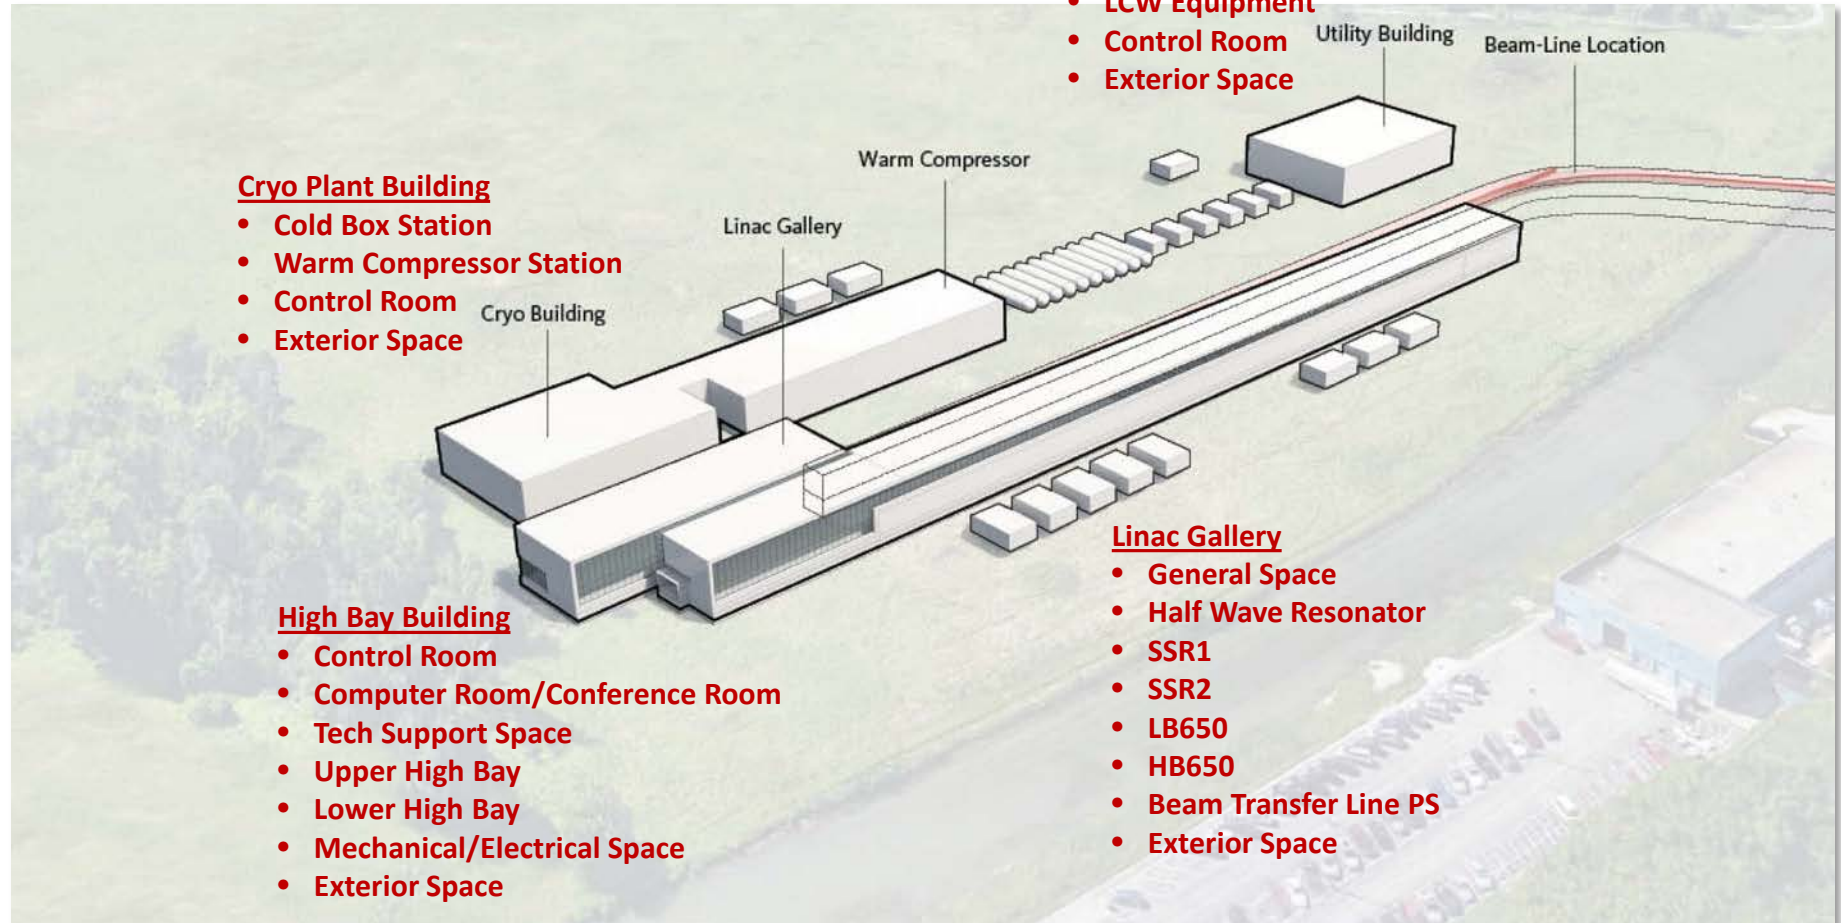 • LCW Equipment
• Control Room
• Exterior Space
Utility Building
Beam-Line Location
Warm Compressor
Cryo Plant Building
• Cold Box Station
• Warm Compressor Station
• Control Room
• Exterior Space
Linac Gallery
Cryo Building
High Bay Building
• Control Room
• Computer Room/Conference Room
• Tech Support Space
• Upper High Bay
• Lower High Bay
• Mechanical/Electrical Space
• Exterior Space
Linac Gallery
• General Space
• Half Wave Resonator
• SSR1
• SSR2
• LB650
• HB650
• Beam Transfer Line PS
• Exterior Space